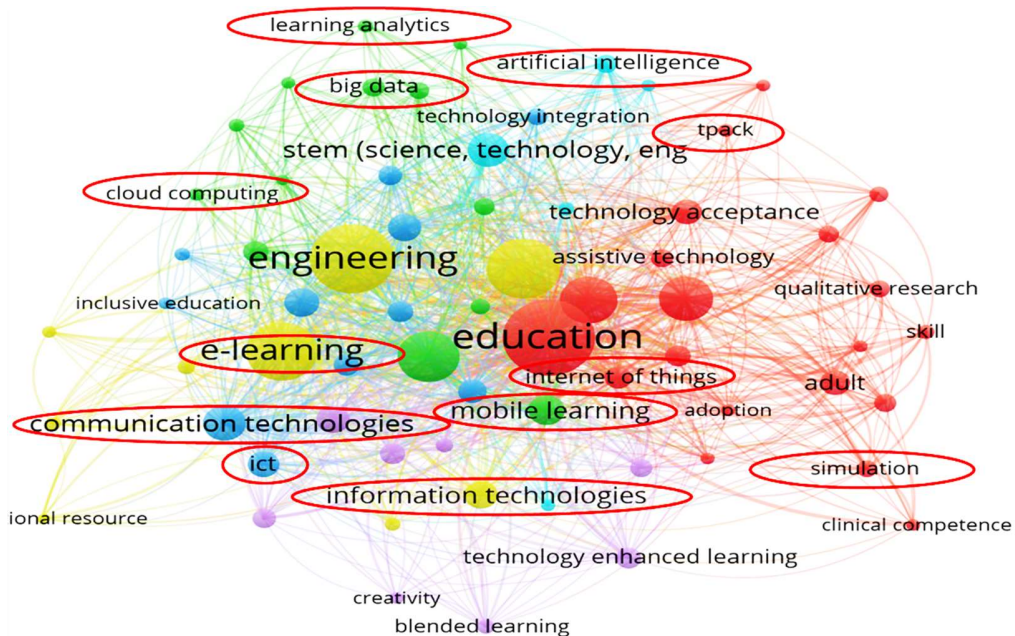 learning analytics
artificial intelligence
big data
technology integration
tpack
stem (science, technology, eng
cloud computing
technology acceptance
engineering
assistive technology
qualitative research
inclusive education
education
skill
e-learning
internet of things
adult
mobile learning
adoption
communication technologies
ict
simulation
information technologies
ional resource
clinical competence
technology enhanced learning
creativity
blended learning